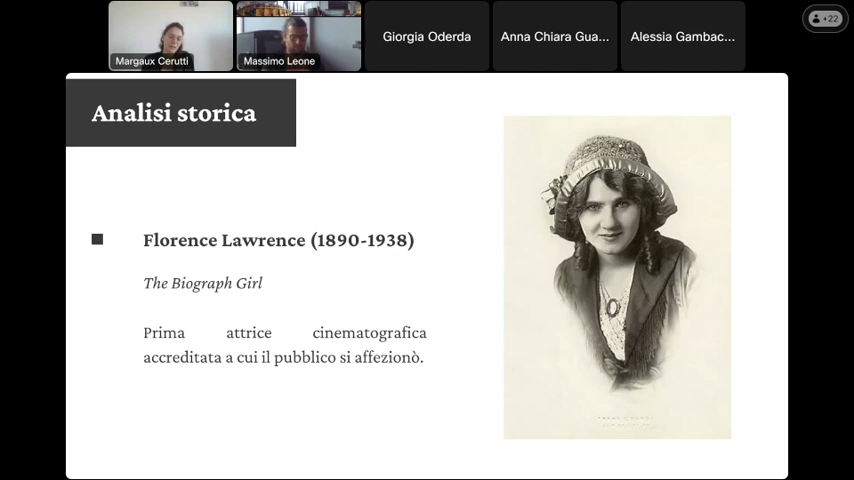 Margaux Cerutti
Massimo Leone
Giorgia Oderda
Anna Chiara Gua...
Alessia Gambac...
+22
Analisi storica
Florence Lawrence (1890-1938)
The Biograph Girl
Prima attrice cinematografica
accreditata a cui il pubblico si affezionò.